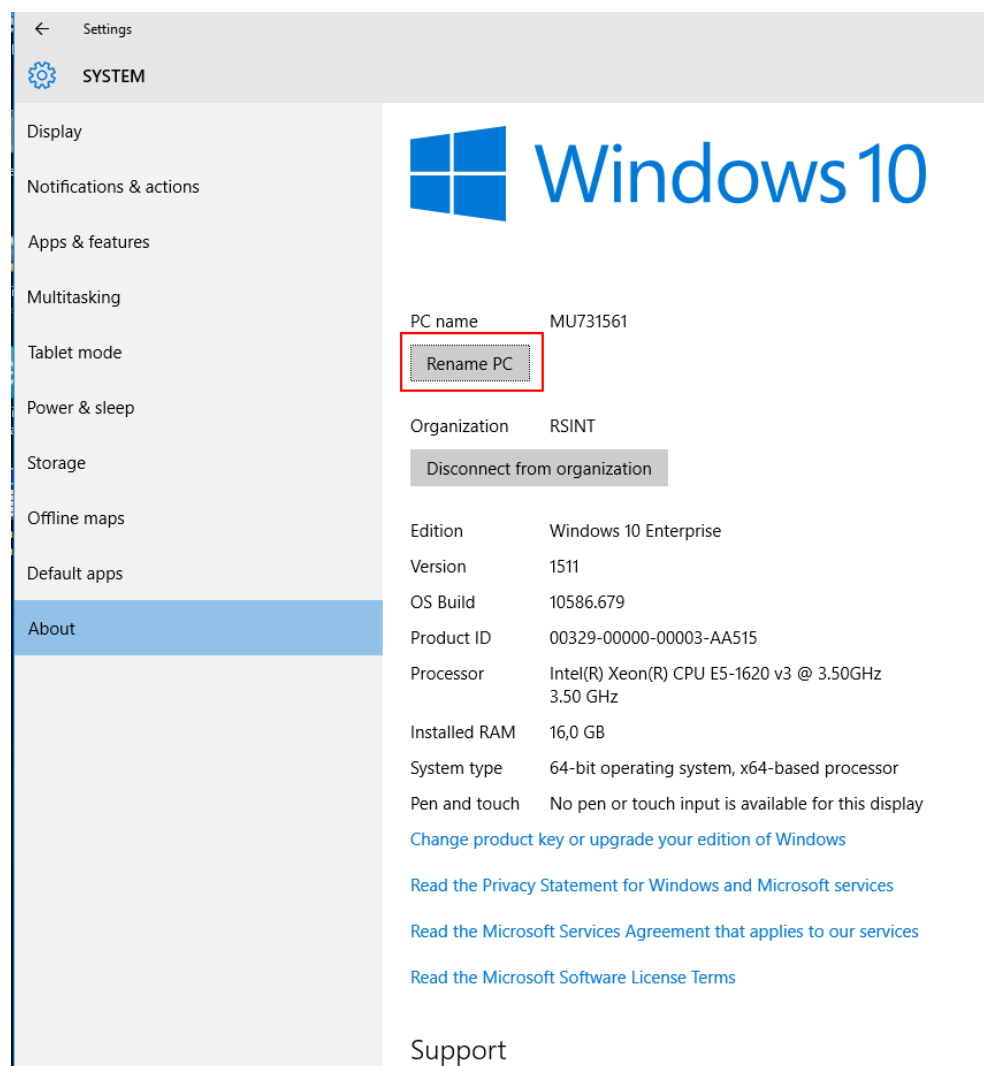 Settings
SYSTEM
Display
Notifications & actions
Apps & features
Multitasking
Tablet mode
Power & sleep
Storage
Offline maps
Default apps
About
Windows 10
PC name MU731561
Rename PC
Organization RSINT
Disconnect from organization
Edition Windows 10 Enterprise
Version 1511
OS Build 10586.679
Product ID 00329-00000-00003-AA515
Processor Intel(R) Xeon(R) CPU E5-1620 v3 @ 3.50GHz
3.50 GHz
Installed RAM 16,0 GB
System type 64-bit operating system, x64-based processor
Pen and touch No pen or touch input is available for this display
Change product key or upgrade your edition of Windows
Read the Privacy Statement for Windows and Microsoft services
Read the Microsoft Services Agreement that applies to our services
Read the Microsoft Software License Terms
Support